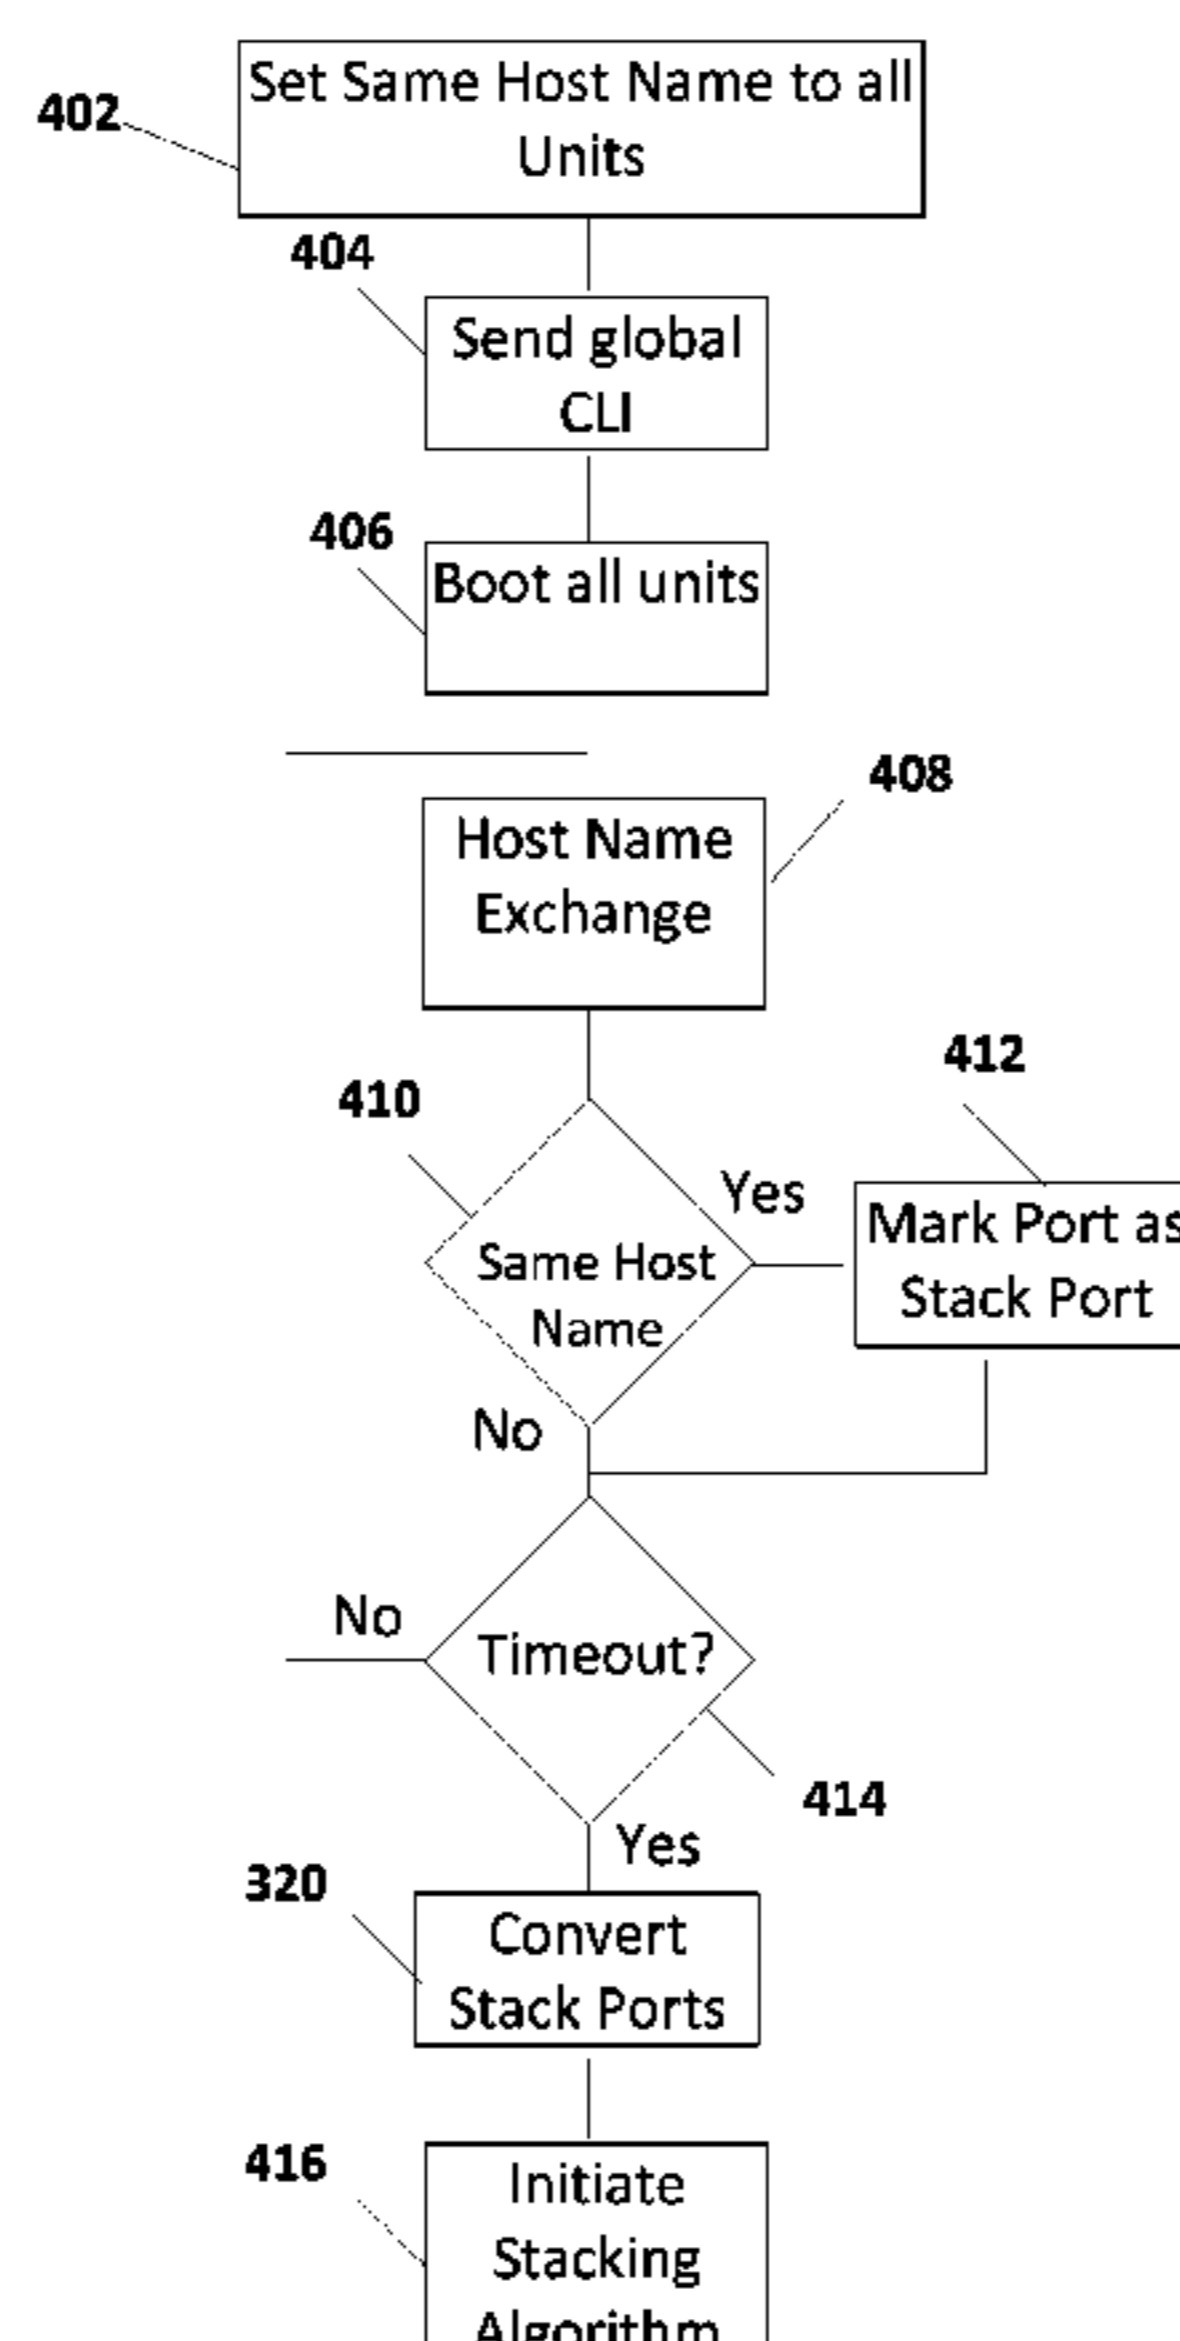 402
Set Same Host Name to all
Units
404
Send global
CLI
406
Boot all units
408
Host Name
Exchange
410
412
Yes
Same Host
Name
Mark Port as
Stack Port
No
No
Timeout?
414
Yes
320
Convert
Stack Ports
416
Initiate
Stacking
Algorithm